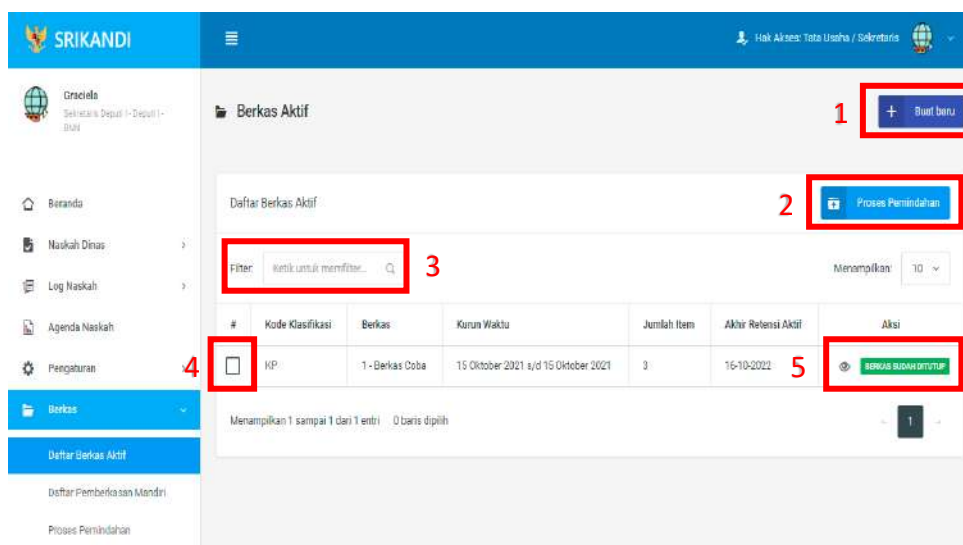 SRIKANDI
Hak Akses: Tata Usaha / Sekretaris
Graciela
Sekretaris Deputi I - Deputi I -
Berkas Aktif
1
+ Buat baru
Beranda
Naskah Dinas
Log Naskah
Agenda Naskah
Pengaturan
Berkas
Daftar Berkas Aktif
Daftar Pemberkasan Mandiri
Proses Pemindahan
Daftar Berkas Aktif
2
Proses Pemindahan
Filter: Ketik untuk memfilter...
3
Menampilkan: 10
# Kode Klasifikasi Berkas Kurun Waktu Jumlah Item Akhir Retensi Aktif Aksi
4
KP 1 - Berkas Coba 15 Oktober 2021 s/d 15 Oktober 2021 3 16-10-2022
5
BERKAS SUDAH DITUTUP
Menampilkan 1 sampai 1 dari 1 entri 0 baris dipilih
1